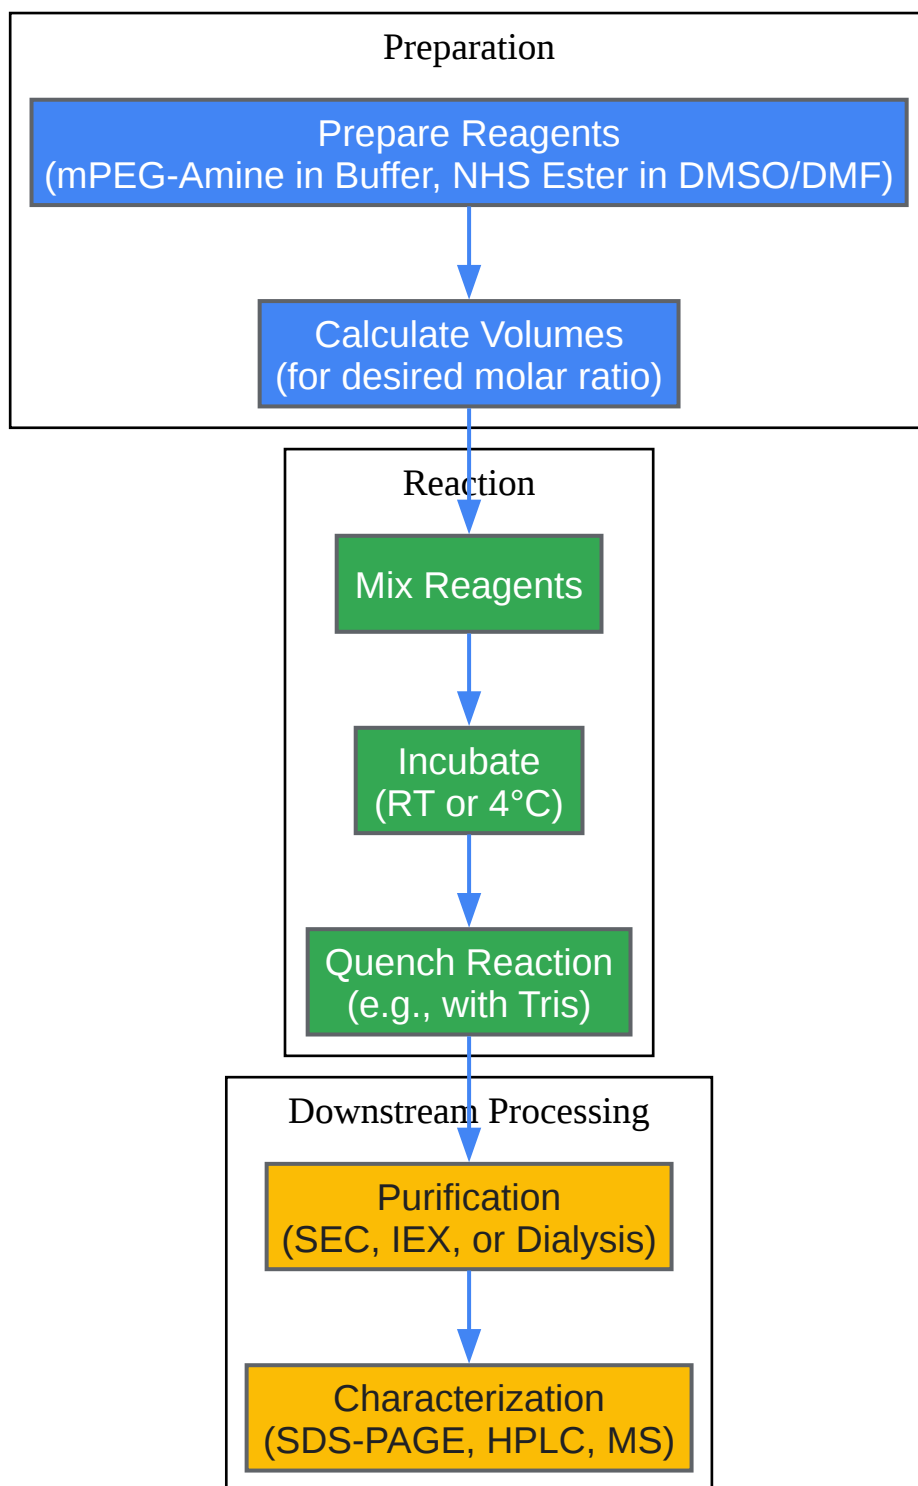 Preparation
Prepare Reagents
(mPEG-Amine in Buffer, NHS Ester in DMSO/DMF)
Calculate Volumes
(for desired molar ratio)
Reaction
Mix Reagents
Incubate
(RT or 4°C)
Quench Reaction
(e.g., with Tris)
Downstream Processing
Purification
(SEC, IEX, or Dialysis)
Characterization
(SDS-PAGE, HPLC, MS)